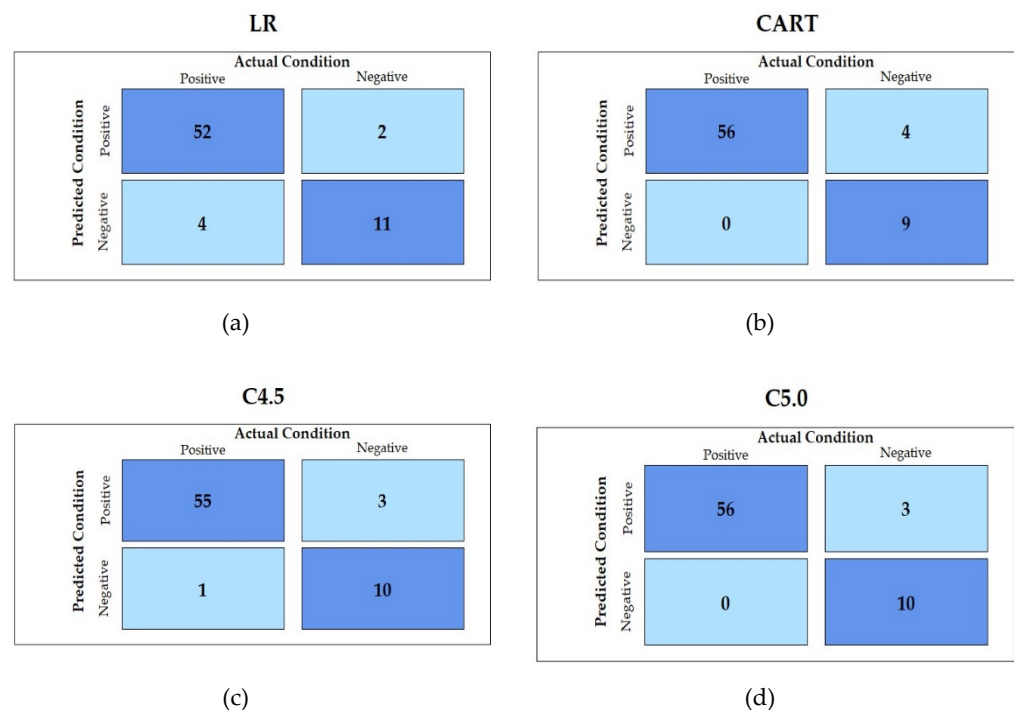 LR
Actual Condition
Positive
Negative
Predicted Condition
Positive
52
2
Negative
4
11
(a)
CART
Actual Condition
Positive
Negative
Predicted Condition
Positive
56
4
Negative
0
9
(b)
C4.5
Actual Condition
Positive
Negative
Predicted Condition
Positive
55
3
Negative
1
10
(c)
C5.0
Actual Condition
Positive
Negative
Predicted Condition
Positive
56
3
Negative
0
10
(d)